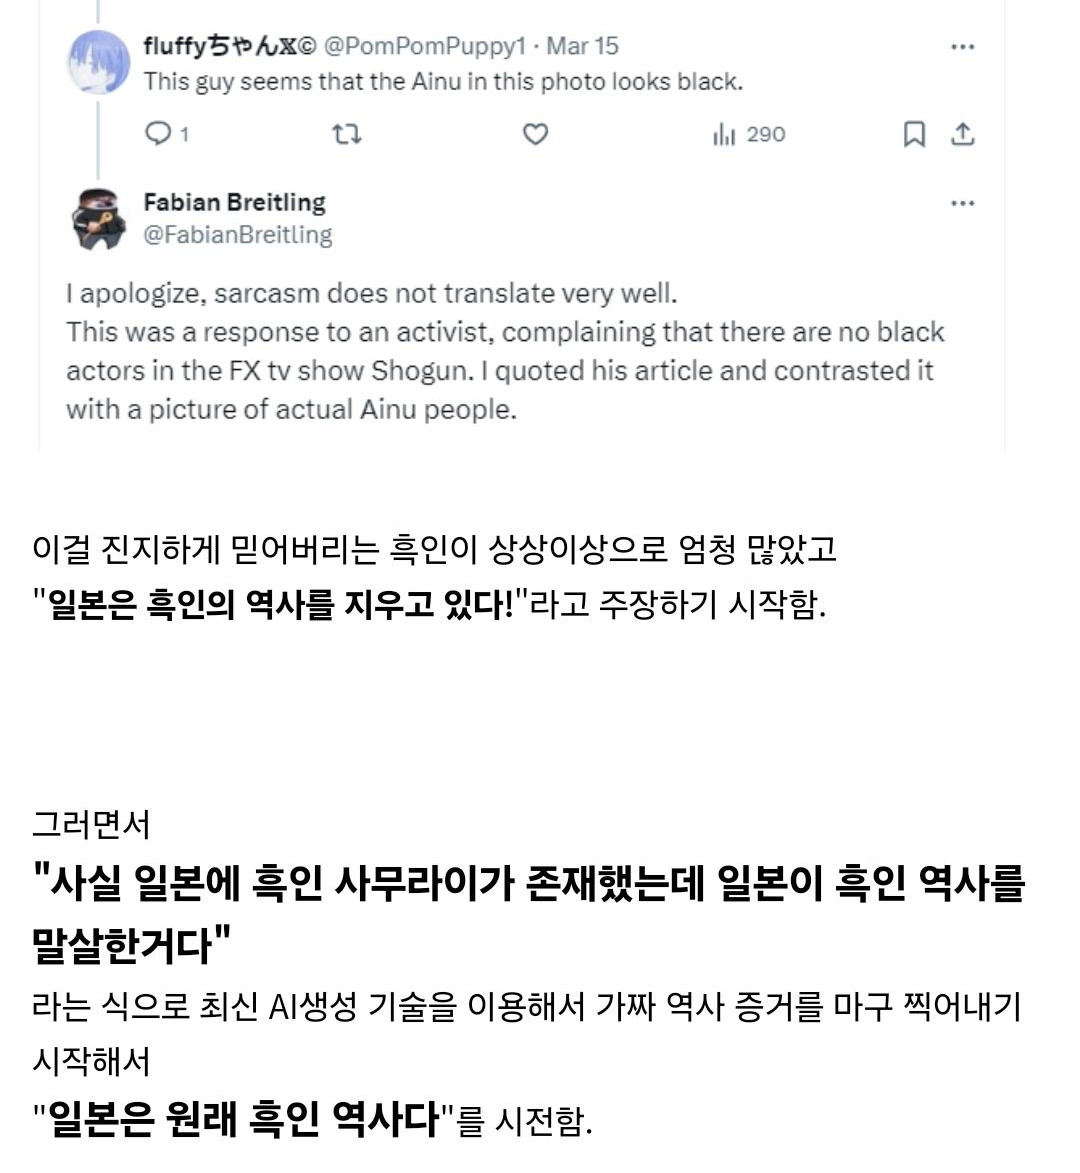 fluffyちゃん𝕏© @PomPomPuppy1 · Mar 15
This guy seems that the Ainu in this photo looks black.
1 290
Fabian Breitling
@FabianBreitling
I apologize, sarcasm does not translate very well.
This was a response to an activist, complaining that there are no black
actors in the FX tv show Shogun. I quoted his article and contrasted it
with a picture of actual Ainu people.
이걸 진지하게 믿어버리는 흑인이 상상이상으로 엄청 많았고
"일본은 흑인의 역사를 지우고 있다!"라고 주장하기 시작함.
그러면서
"사실 일본에 흑인 사무라이가 존재했는데 일본이 흑인 역사를
말살한거다"
라는 식으로 최신 AI생성 기술을 이용해서 가짜 역사 증거를 마구 찍어내기
시작해서
"일본은 원래 흑인 역사다"를 시전함.